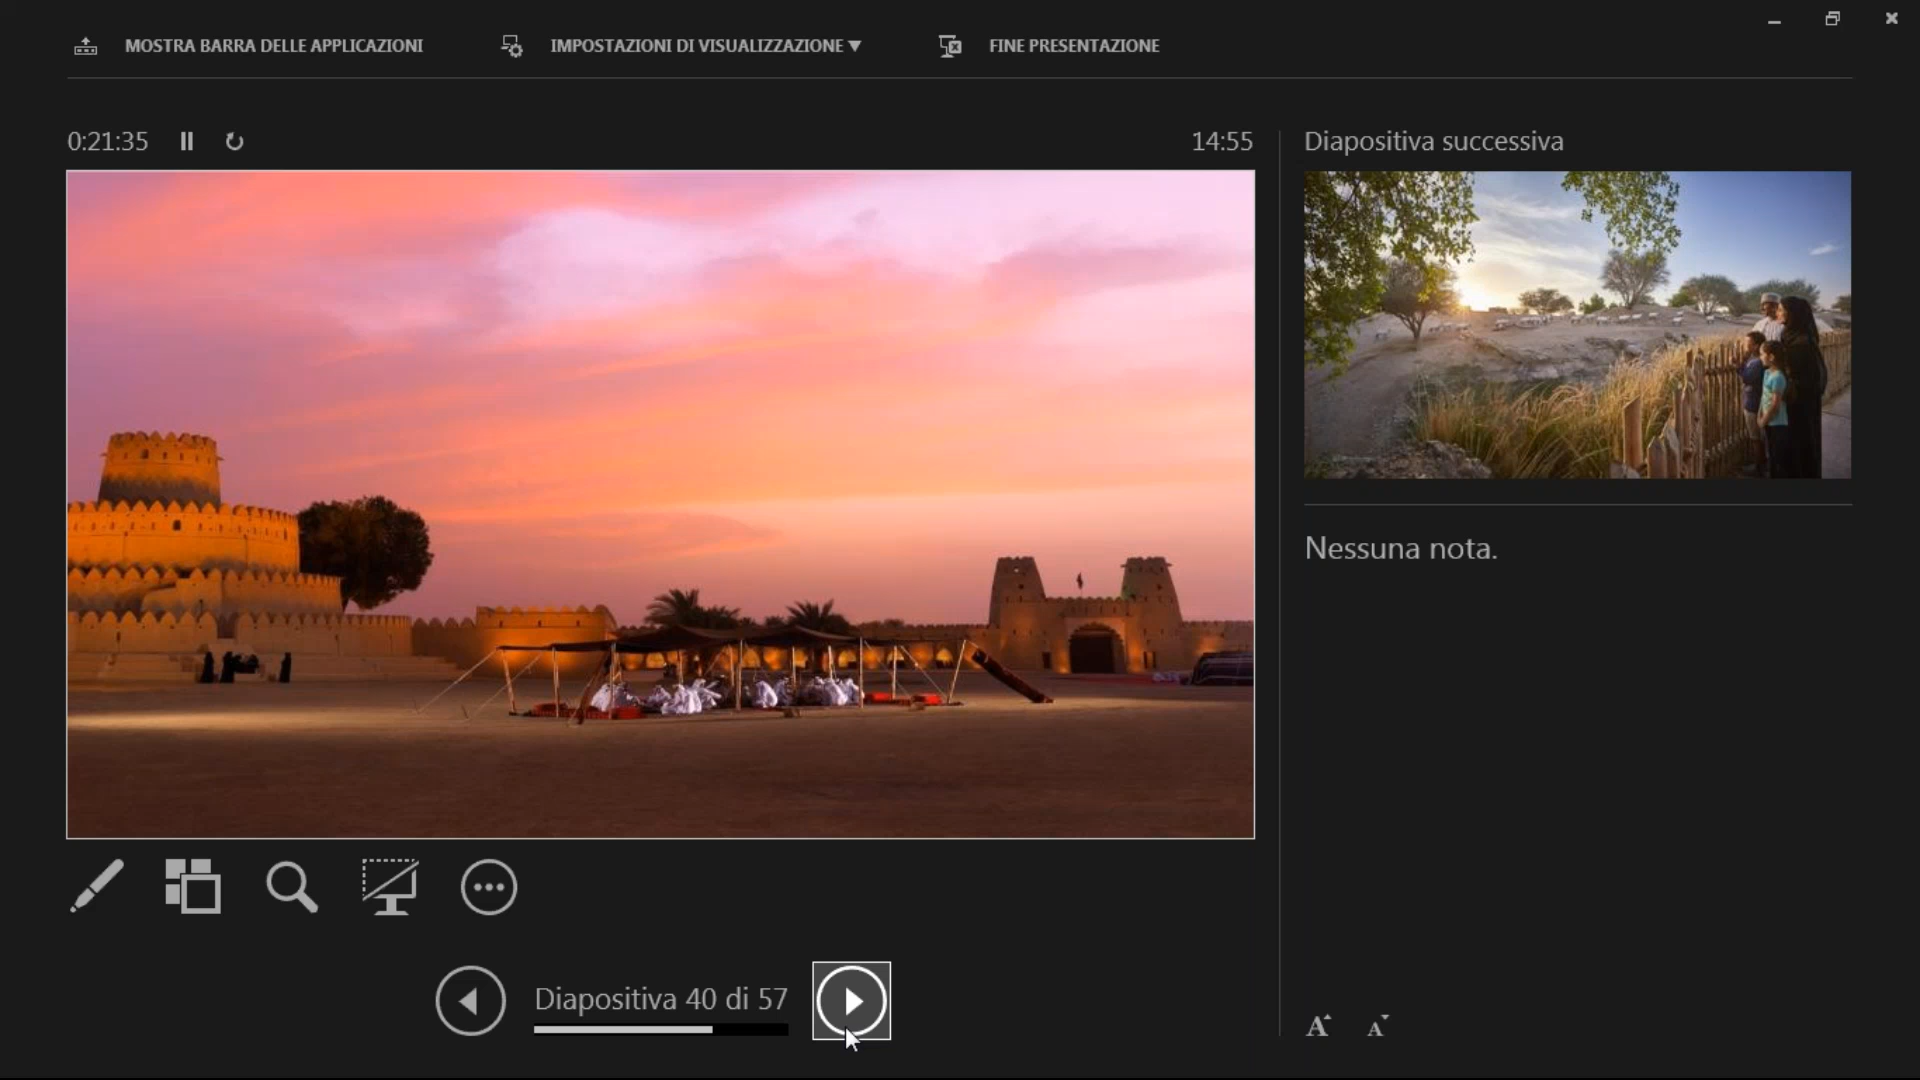 MOSTRA BARRA DELLE APPLICAZIONI
IMPOSTAZIONI DI VISUALIZZAZIONE ▼
FINE PRESENTAZIONE
0:21:35
14:55
Diapositiva successiva
Nessuna nota.
Diapositiva 40 di 57
A A